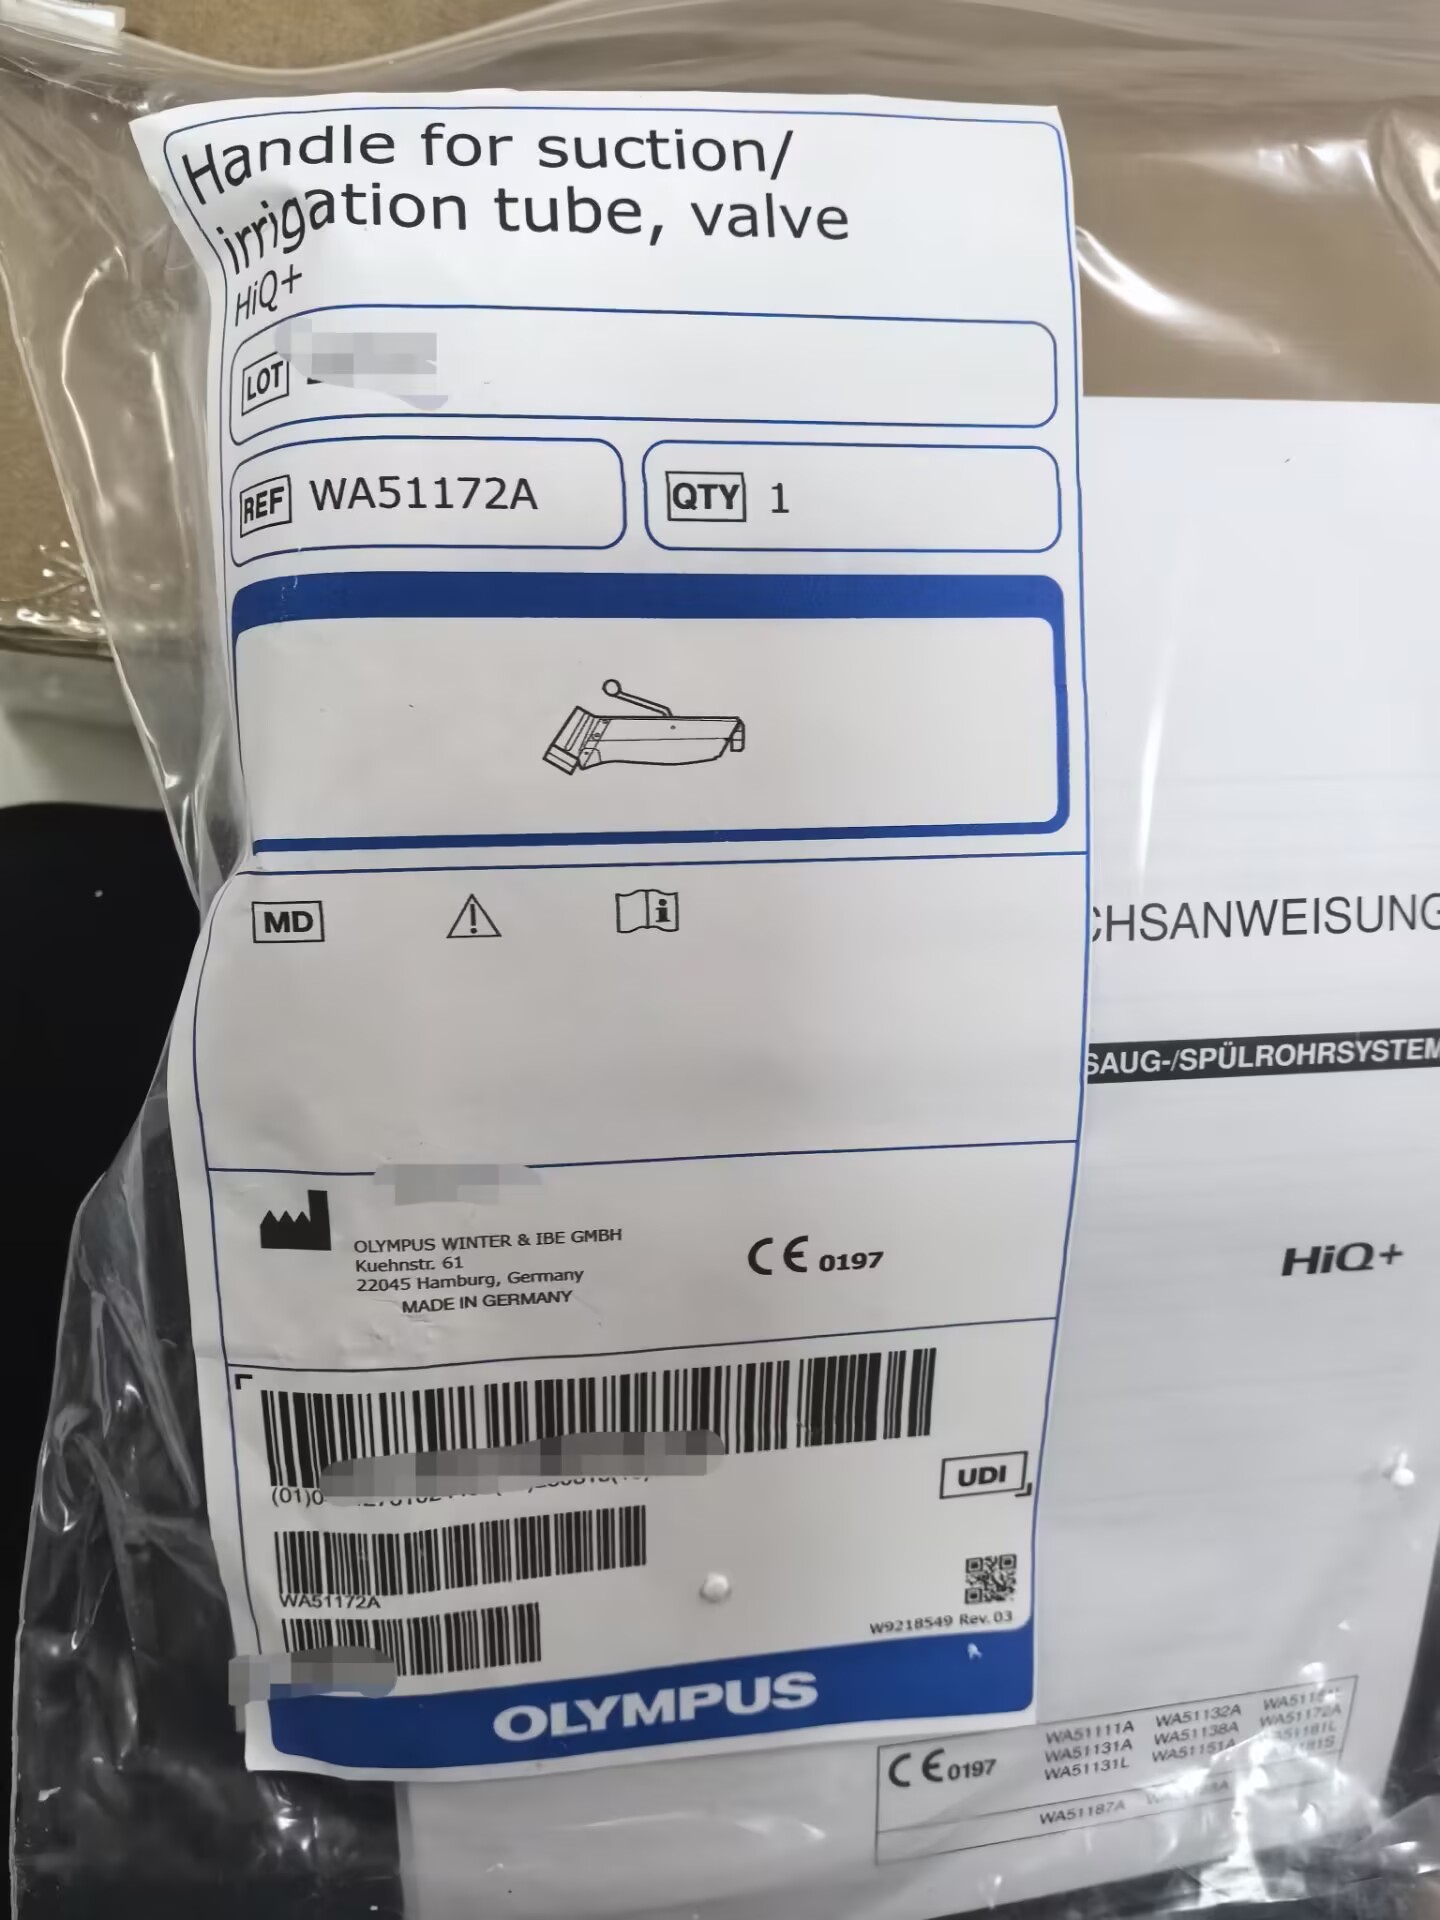 Handle for suction/
irrigation tube, valve
HiQ+
LOT
REF WA51172A
QTY 1
MD
OLYMPUS WINTER & IBE GMBH
Kuehnstr. 61
22045 Hamburg, Germany
MADE IN GERMANY
CE 0197
(01)0
UDI
WA51172A
W9218549 Rev.03
OLYMPUS
CHSANWEISUNG
SAUG-/SPÜLROHRSYSTEM
HiQ+
CE 0197
WA51111A WA51132A
WA51131A WA51138A WA51172A
WA51131L WA51151A
WA51187A